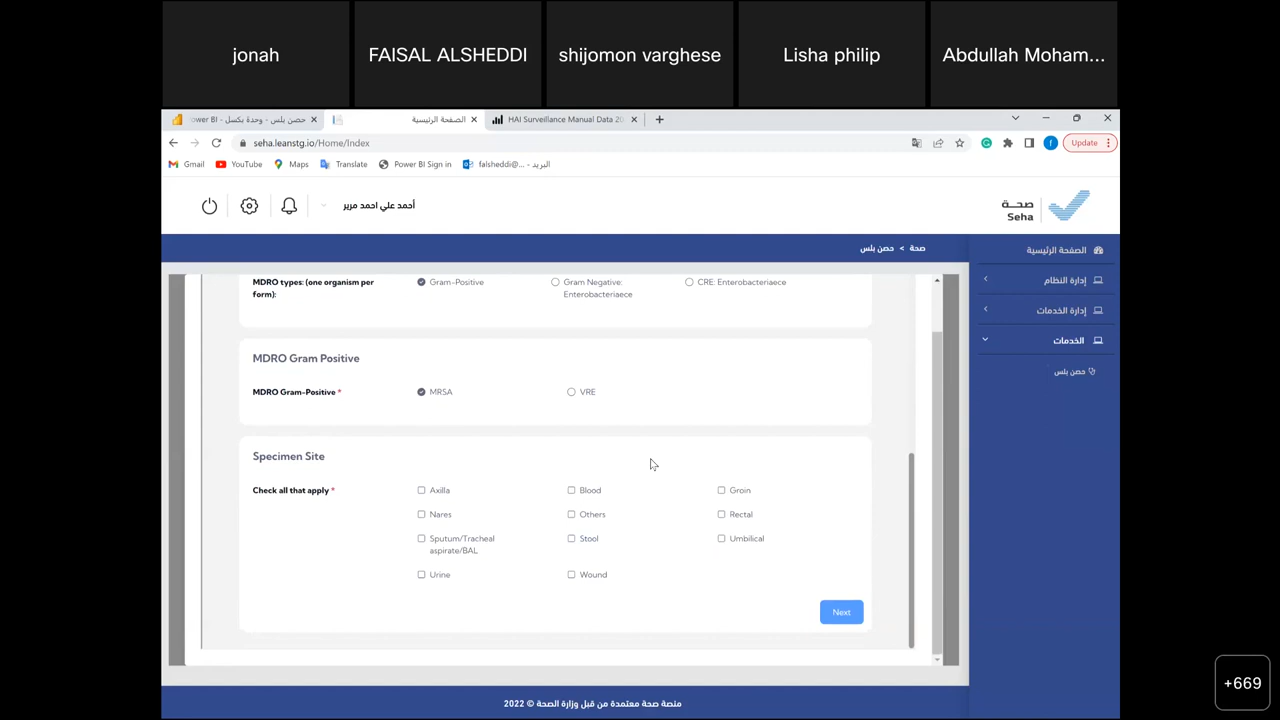 jonah
FAISAL ALSHEDDI
shijomon varghese
Lisha philip
Abdullah Moham...
حصن بلس - وحدة بكسل - ower BI
الصفحة الرئيسية
HAI Surveillance Manual Data 20
seha.leanstg.io/Home/Index
Update
Gmail
YouTube
Maps
Translate
Power BI Sign in
البريد - ...falsheddi@
أحمد علي احمد مرير
صحة
Seha
صحة > حصن بلس
الصفحة الرئيسية
إدارة النظام
إدارة الخدمات
الخدمات
حصن بلس
MDRO types: (one organism per
form):
Gram-Positive
Gram Negative:
Enterobacteriaece
CRE: Enterobacteriaece
MDRO Gram Positive
MDRO Gram-Positive *
MRSA
VRE
Specimen Site
Check all that apply *
Axilla
Blood
Groin
Nares
Others
Rectal
Sputum/Tracheal
aspirate/BAL
Stool
Umbilical
Urine
Wound
Next
منصة صحة معتمدة من قبل وزارة الصحة © 2022
+669